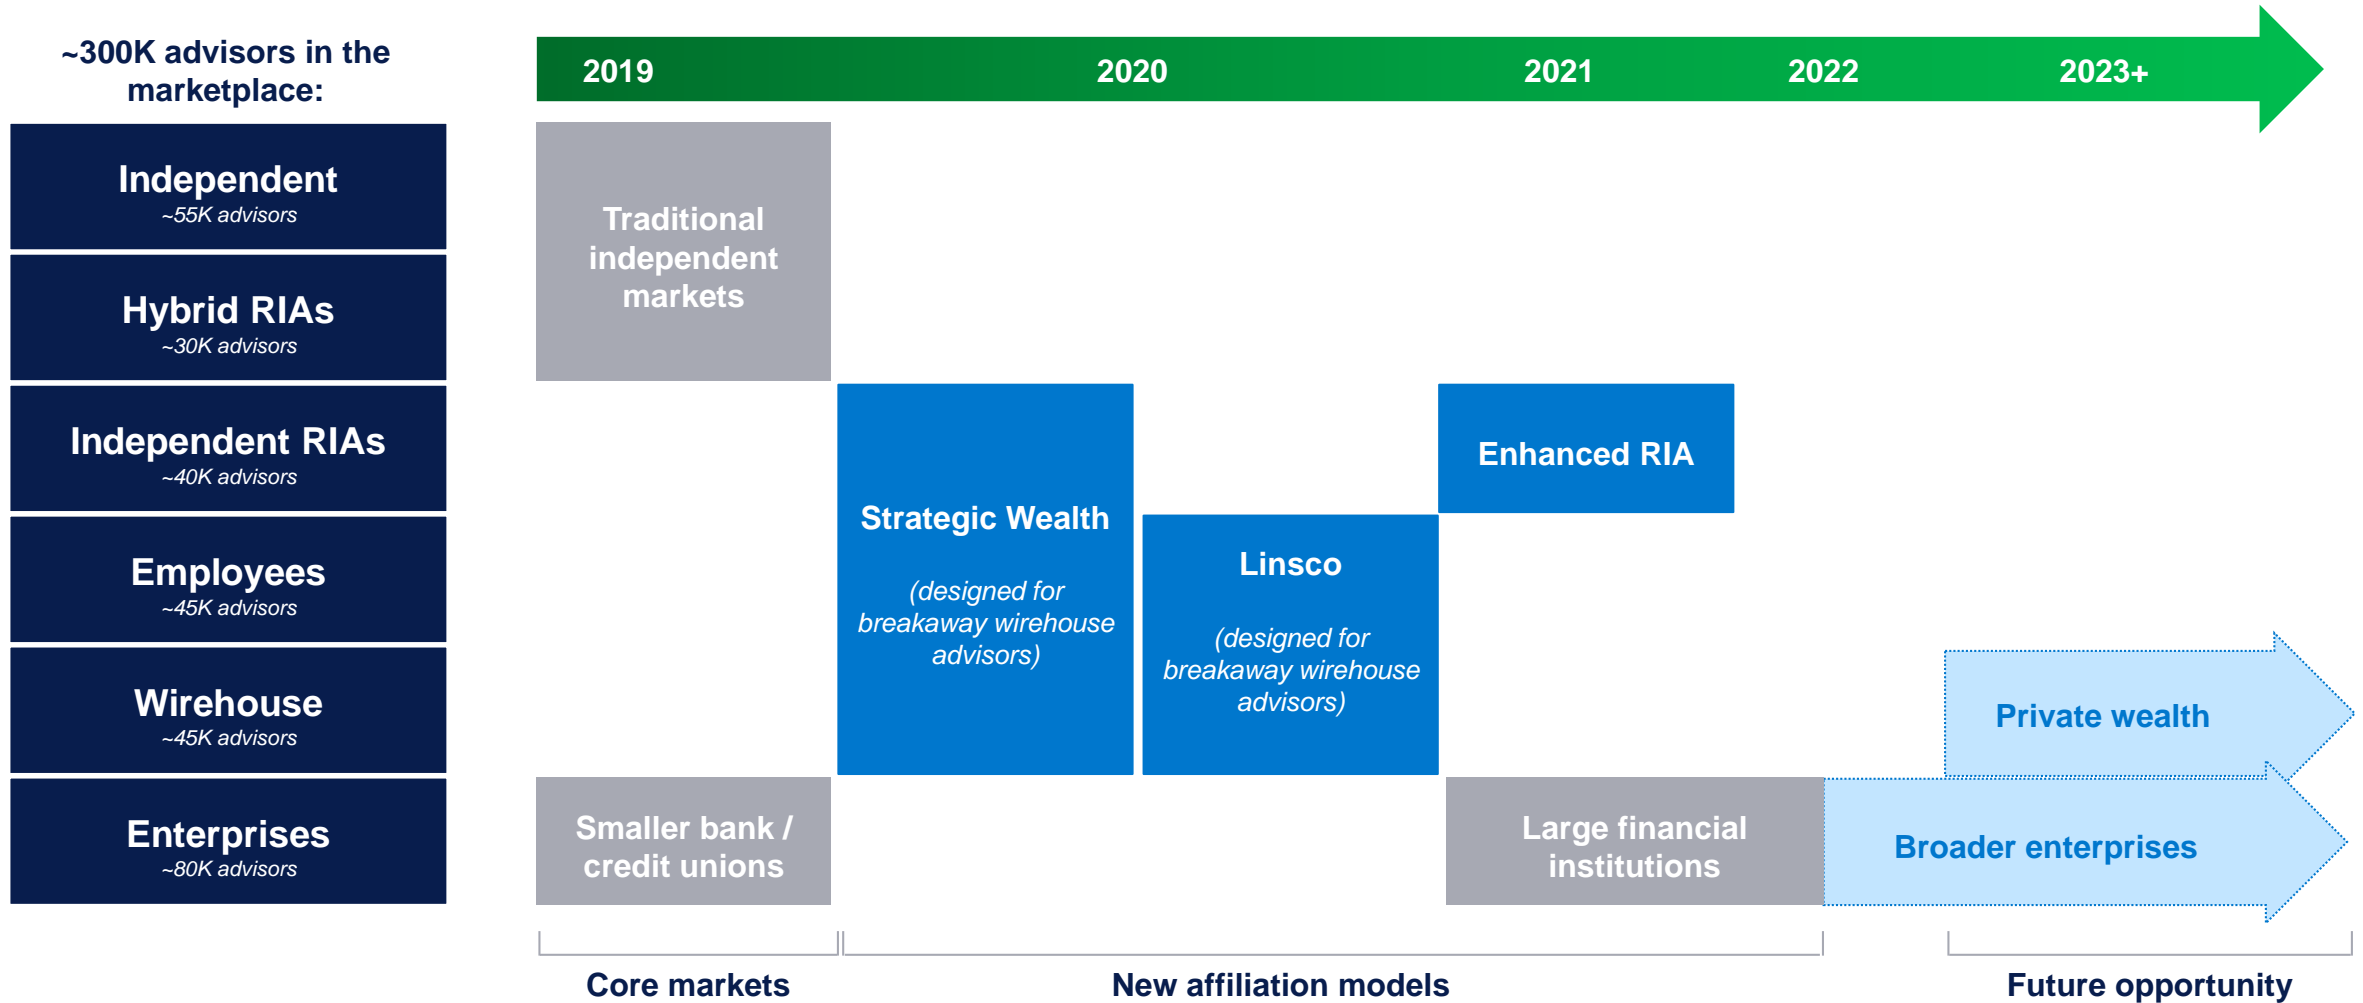 ~300K advisors in the
marketplace:
2019
2020
2021
2022
2023+
Independent
~55K advisors
Hybrid RIAs
~30K advisors
Independent RIAs
~40K advisors
Employees
~45K advisors
Wirehouse
~45K advisors
Enterprises
~80K advisors
Traditional
independent
markets
Smaller bank /
credit unions
Strategic Wealth
(designed for
breakaway wirehouse
advisors)
Linsco
(designed for
breakaway wirehouse
advisors)
Enhanced RIA
Large financial
institutions
Private wealth
Broader enterprises
Core markets
New affiliation models
Future opportunity